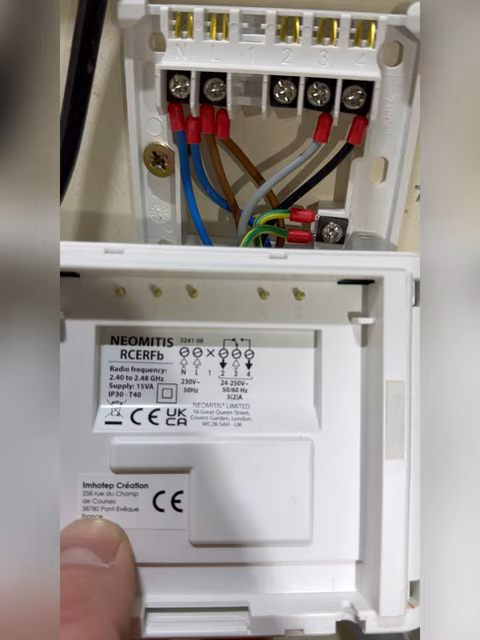 N L 1 2 3 4
NEOMITIS
RCERFb
Radio frequency:
2.40 to 2.48 GHz
Supply: 15VA
IP30 · T40
3241 08
N L 1 2 3 4
230V~
50Hz
24-250V~
50/60 Hz
5(2)A
NEOMITIS® LIMITED
16 Great Queen Street,
Covent Garden, London,
WC2B 5AH - UK
CE UK
CA
Imhotep Création
258 rue du Champ
de Courses
38780 Pont-Evêque
France
CE